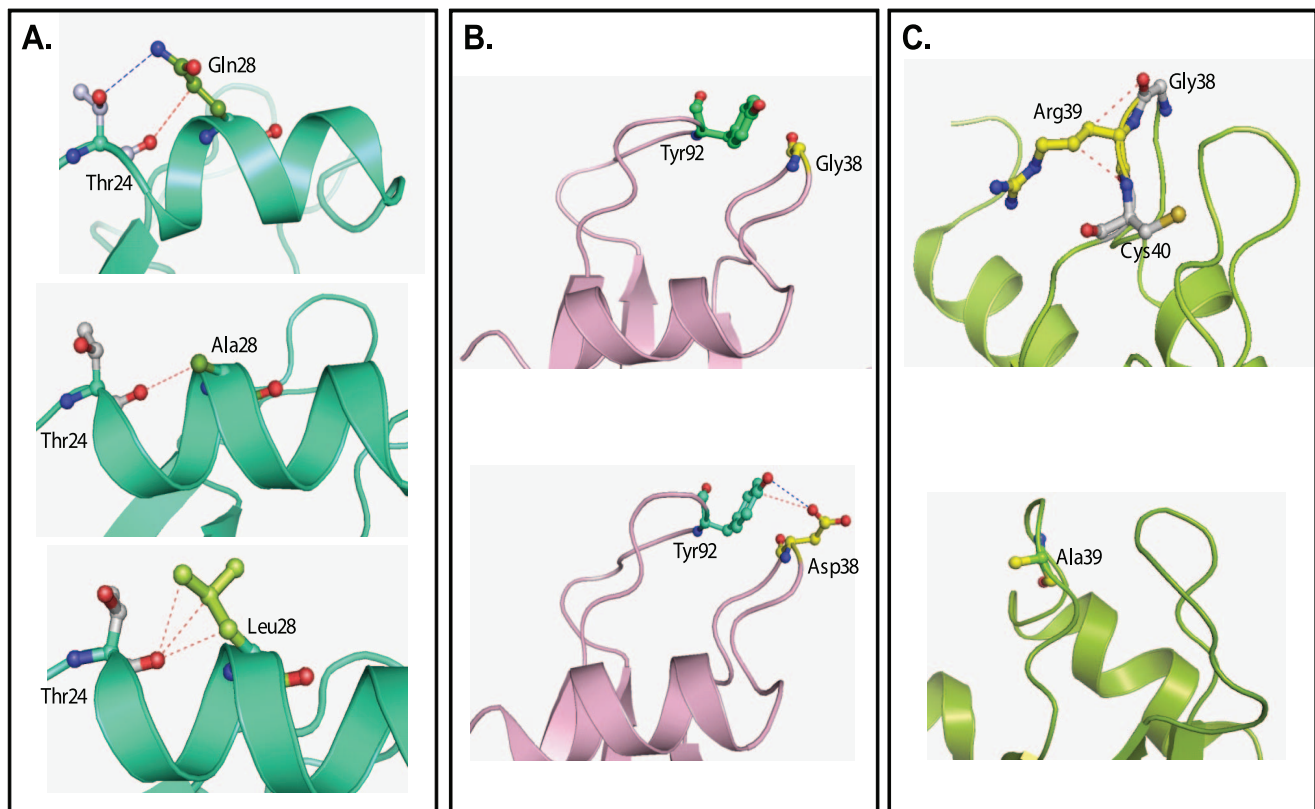 A.
Gln28
Thr24
Ala28
Thr24
Leu28
Thr24
B.
Tyr92
Gly38
Tyr92
Asp38
C.
Gly38
Arg39
Cys40
Ala39